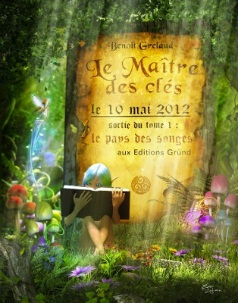 Benoît Grelaud
Le Maître
des clés
le 10 mai 2012
sortie du tome 1 :
le pays des songes
aux Editions Gründ